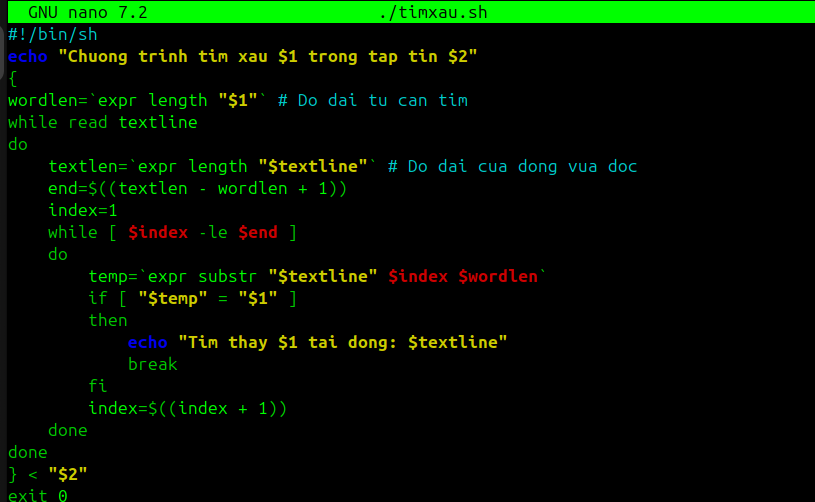 GNU nano 7.2 ./timxau.sh
#!/bin/sh
echo "Chuong trinh tim xau $1 trong tap tin $2"
{
wordlen=`expr length "$1"` # Do dai tu can tim
while read textline
do
    textlen=`expr length "$textline"` # Do dai cua dong vua doc
    end=$((textlen - wordlen + 1))
    index=1
    while [ $index -le $end ]
    do
        temp=`expr substr "$textline" $index $wordlen`
        if [ "$temp" = "$1" ]
        then
            echo "Tim thay $1 tai dong: $textline"
            break
        fi
        index=$((index + 1))
    done
done
} < "$2"
exit 0